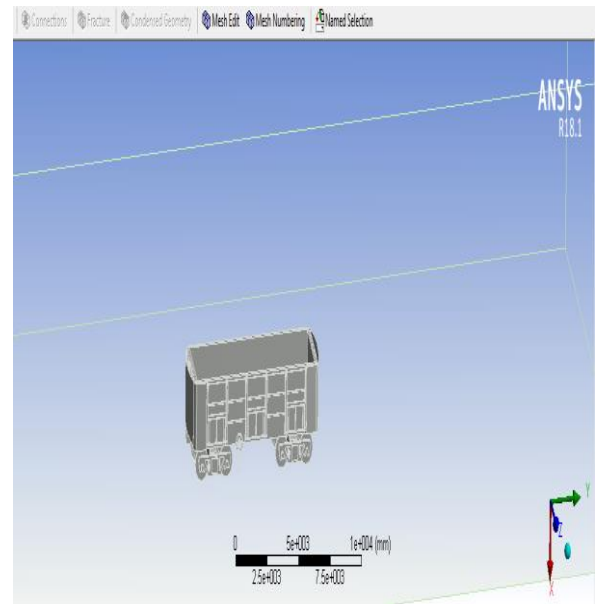 Connections Fracture Condensed Geometry Mesh Edit Mesh Numbering Named Selection
ANSYS
R18.1
Y
Z
X
0 5e+003 1e+004 (mm)
2.5e+003 7.5e+003